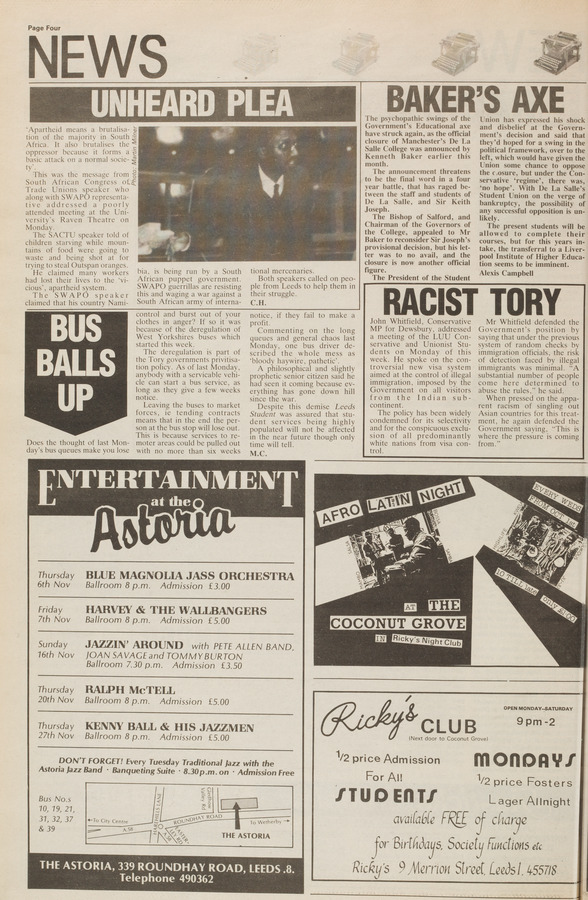 Page Four
NEWS
UNHEARD PLEA
'Apartheid means a brutalisa-
tion of the majority in South
Africa. It also brutalises the
oppressor because it forms a
basic attack on a normal socie-
ty'
This was the message from
South African Congress of
Trade Unions speaker who
along with SWAPO representa-
tive addressed a poorly
attended meeting at the Uni-
versity's Raven Theatre on
Monday.
The SACTU speaker told of
children starving while moun-
tains of food were going to
waste and being shot at for
trying to steal Outspan oranges.
He claimed many workers
had lost their lives to the 'vi-
cious', apartheid system.
The SWAPO speaker
claimed that his country Nami-
bia, is being run by a South
African puppet government.
SWAPO guerrillas are resisting
this and waging a war against a
South African army of interna-
tional mercenaries.
Both speakers called on peo-
ple from Leeds to help them in
their struggle.
C.H.
BAKER'S AXE
The psychopathic swings of the
Government's Educational axe
have struck again, as the official
closure of Manchester's De La
Salle College was announced by
Kenneth Baker earlier this
month.
The announcement threatens
to be the final word in a four
year battle, that has raged be-
tween the staff and students of
De La Salle, and Sir Keith
Joseph.
The Bishop of Salford, and
Chairman of the Governors of
the College, appealed to Mr
Baker to reconsider Sir Joseph's
provisional decision, but his let-
ter was to no avail, and the
closure is now another official
figure.
The President of the Student
Union has expressed his shock
and disbelief at the Govern-
ment's decision and said that
they'd hoped for a swing in the
political framework, over to the
left, which would have given the
Union some chance to oppose
the closure, but under the Con-
servative 'regime', there was,
'no hope'. With De La Salle's
Student Union on the verge of
bankruptcy, the possibility of
any successful opposition is un-
likely.
The present students will be
allowed to complete their
courses, but for this years in-
take, the transferral to a Liver-
pool Institute of Higher Educa-
tion seems to be imminent.
Alexis Campbell
BUS
BALLS
UP
Does the thought of last Mon-
day's bus queues make you lose
control and burst out of your
clothes in anger? If so it was
because of the deregulation of
West Yorkshires buses which
started this week.
The deregulation is part of
the Tory governments privitisa-
tion policy. As of last Monday,
anybody with a servicable vehi-
cle can start a bus service, as
long as they give a few weeks
notice.
Leaving the buses to market
forces, ie tending contracts
means that in the end the per-
son at the bus stop will lose out.
This is because services to re-
moter areas could be pulled out
with no more than six weeks
notice, if they fail to make a
profit.
Commenting on the long
queues and general chaos last
Monday, one bus driver de-
scribed the whole mess as
'bloody haywire, pathetic'.
A philosophical and slightly
prophetic senior citizen said he
had seen it coming because ev-
erything has gone down hill
since the war.
Despite this demise Leeds
Student was assured that stu-
dent services being highly
populated will not be affected
in the near future though only
time will tell.
M.C.
RACIST TORY
John Whitfield, Conservative
MP for Dewsbury, addressed
a meeting of the LUU Con-
servative and Unionist Stu-
dents on Monday of this
week. He spoke on the con-
troversial new visa system
aimed at the control of illegal
immigration, imposed by the
Government on all visitors
from the Indian sub-
continent.
The policy has been widely
condemned for its selectivity
and for the conspicuous exclu-
sion of all predominantly
white nations from visa con-
trol.
Mr Whitfield defended the
Government's position by
saying that under the previous
system of random checks by
immigration officials, the risk
of detection faced by illegal
immigrants was minimal. "A
substantial number of people
come here determined to
abuse the rules," he said.
When pressed on the appa-
rent racism of singling out
Asian countries for this treat-
ment, he again defended the
Government saying, "This is
where the pressure is coming
from."
ENTERTAINMENT
at the
Astoria
Thursday 6th Nov BLUE MAGNOLIA JASS ORCHESTRA
Ballroom 8 p.m. Admission £3.00
Friday 7th Nov HARVEY & THE WALLBANGERS
Ballroom 8 p.m. Admission £5.00
Sunday 16th Nov JAZZIN' AROUND with PETE ALLEN BAND,
JOAN SAVAGE and TOMMY BURTON
Ballroom 7.30 p.m. Admission £3.50
Thursday 20th Nov RALPH McTELL
Ballroom 8 p.m. Admission £5.00
Thursday 27th Nov KENNY BALL & HIS JAZZMEN
Ballroom 8 p.m. Admission £5.00
DON'T FORGET! Every Tuesday Traditional Jazz with the
Astoria Jazz Band · Banqueting Suite · 8.30 p.m. on · Admission Free
Bus No.s
10, 19, 21,
31, 32, 37
& 39
To City Centre
A.58
ROUNDHAY ROAD
To Wetherby
THE ASTORIA
THE ASTORIA, 339 ROUNDHAY ROAD, LEEDS .8.
Telephone 490362
AFRO LATIN NIGHT
EVERY WEDS
FROM OCT 1st
10 TILL late ONLY £1.00
AT THE
COCONUT GROVE
IN Ricky's Night Club
Ricky's CLUB
(Next door to Coconut Grove)
OPEN MONDAY–SATURDAY
9pm-2
1/2 price Admission
For All
STUDENTS
MONDAYS
1/2 price Fosters
Lager Allnight
available FREE of charge
for Birthdays, Society Functions etc
Ricky's 9 Merrion Street, Leeds 1, 455718